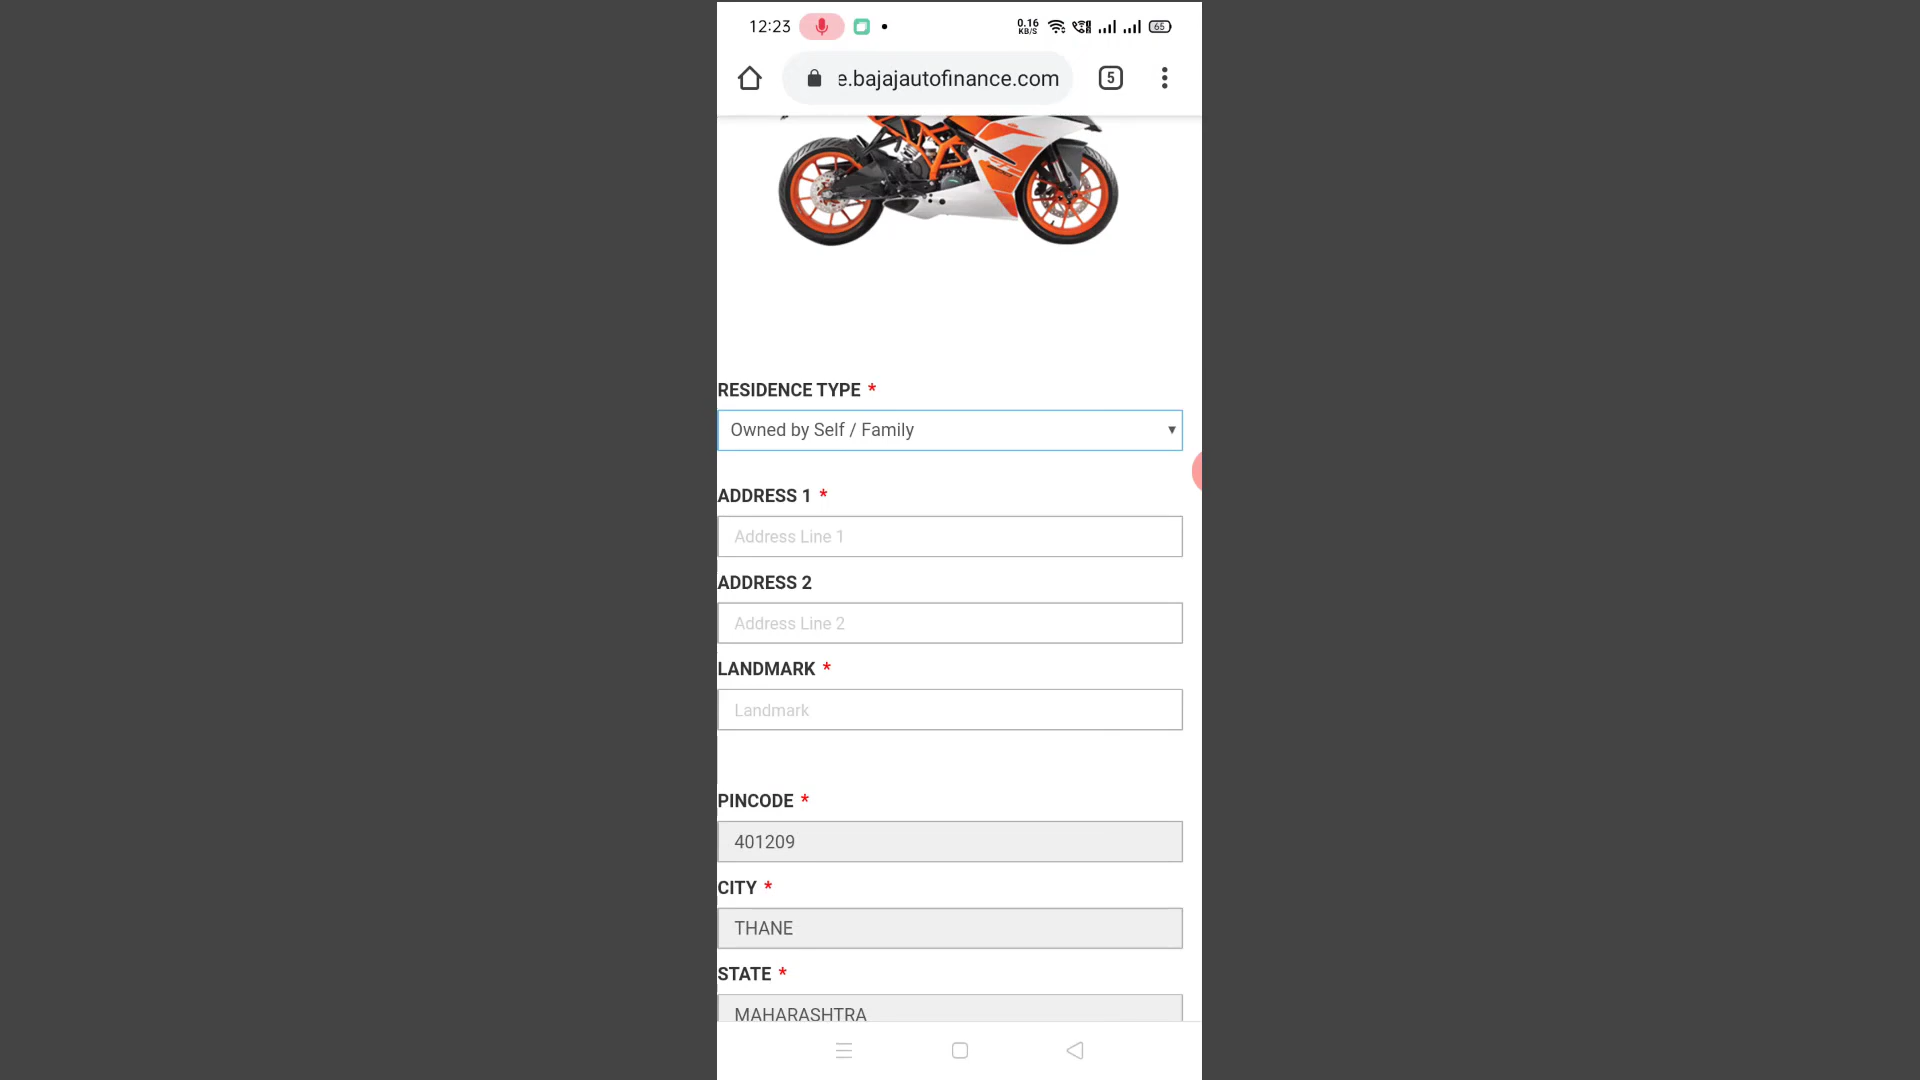 12:23
0.16
KB/S
65
e.bajajautofinance.com
5
RESIDENCE TYPE *
Owned by Self / Family
ADDRESS 1 *
Address Line 1
ADDRESS 2
Address Line 2
LANDMARK *
Landmark
PINCODE *
401209
CITY *
THANE
STATE *
MAHARASHTRA